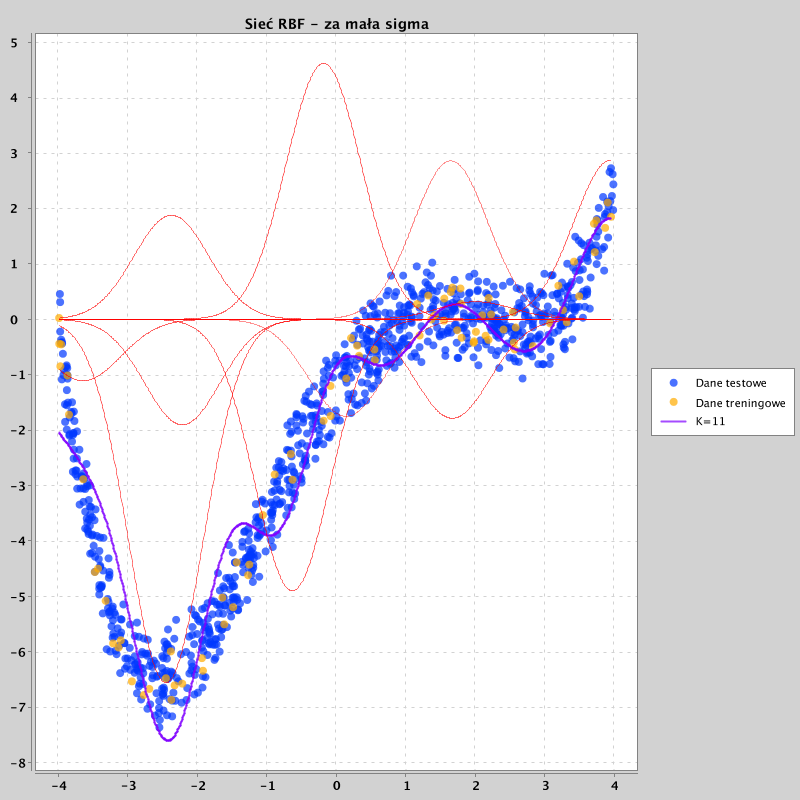 Sieć RBF – za mała sigma
5
4
3
2
1
0
−1
−2
−3
−4
−5
−6
−7
−8
−4 −3 −2 −1 0 1 2 3 4
Dane testowe
Dane treningowe
K=11